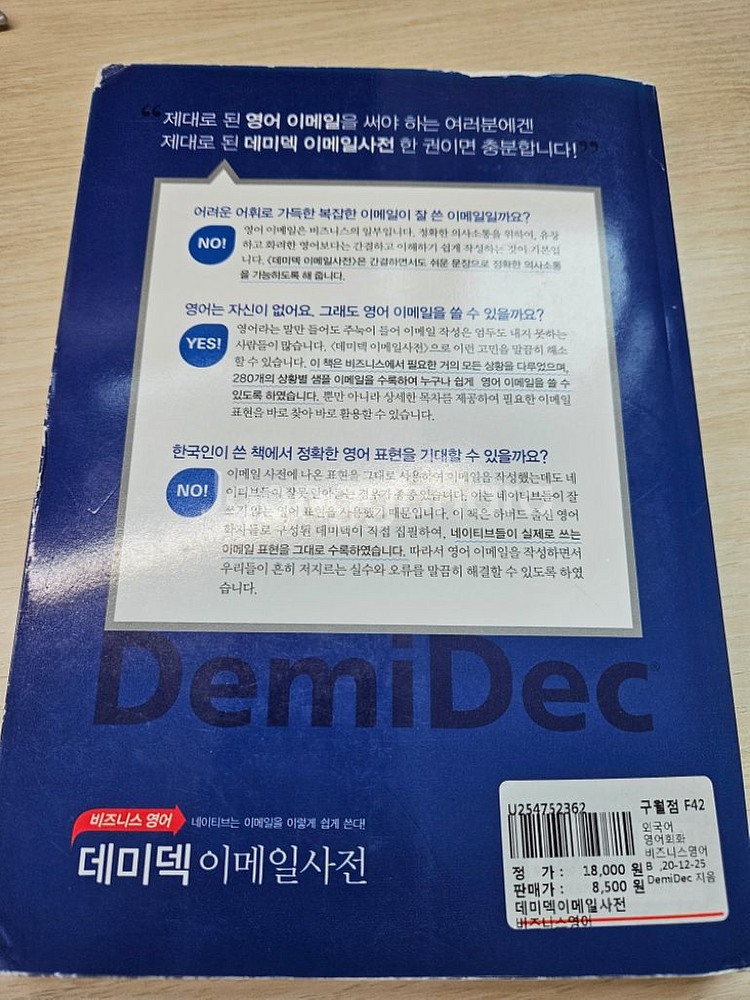 “제대로 된 영어 이메일을 써야 하는 여러분에겐
제대로 된 데미덱 이메일사전 한 권이면 충분합니다!”
어려운 어휘로 가득한 복잡한 이메일이 잘 쓴 이메일일까요?
NO!
영어 이메일은 비즈니스의 일부입니다. 정확한 의사소통을 위하여, 유장
하고 화려한 영어보다는 간결하고 이해하기 쉽게 작성하는 것이 기본입
니다. 《데미덱 이메일사전》은 간결하면서도 쉬운 문장으로 정확한 의사소통
을 가능하도록 해 줍니다.
영어는 자신이 없어요. 그래도 영어 이메일을 쓸 수 있을까요?
YES!
영어라는 말만 들어도 주눅이 들어 이메일 작성은 엄두도 내지 못하는
사람들이 많습니다. 《데미덱 이메일사전》으로 이런 고민을 말끔히 해소
할 수 있습니다. 이 책은 비즈니스에서 필요한 거의 모든 상황을 다루었으며,
280개의 상황별 샘플 이메일을 수록하여 누구나 쉽게 영어 이메일을 쓸 수
있도록 하였습니다. 뿐만 아니라 상세한 목차를 제공하여 필요한 이메일
표현을 바로 찾아 바로 활용할 수 있습니다.
한국인이 쓴 책에서 정확한 영어 표현을 기대할 수 있을까요?
NO!
이메일 사전에 나온 표현을 그대로 사용하여 이메일을 작성했는데도 네
이티브들이 잘못 알아듣는 경우가 종종 있습니다. 이는 네이티브들이 잘
쓰지 않는 영어 표현을 사용했기 때문입니다. 이 책은 하버드 출신 영어
학자들로 구성된 데미덱이 직접 집필하여, 네이티브들이 실제로 쓰는
이메일 표현을 그대로 수록하였습니다. 따라서 영어 이메일을 작성하면서
우리들이 흔히 저지르는 실수와 오류를 말끔히 해결할 수 있도록 하였
습니다.
DemiDec
비즈니스 영어 네이티브는 이메일을 이렇게 쉽게 쓴다!
데미덱 이메일사전
U254752362 구월점 F42
외국어
영어회화
비즈니스영어
B ,20-12-25
DemiDec 지음
정 가 : 18,000 원
판매가 : 8,500 원
데미덱이메일사전
비즈니스영어